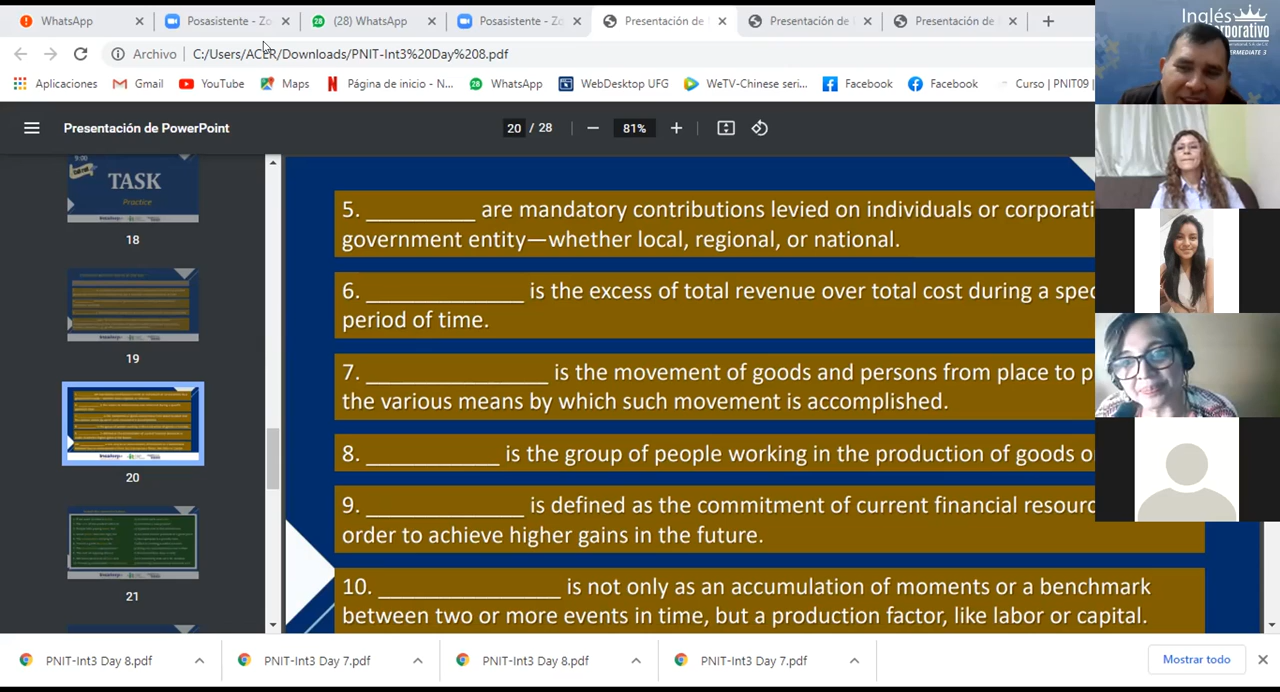 WhatsApp
Posasistente - Zo
(28) WhatsApp
Posasistente - Zo
Presentación de
Presentación de
Presentación de
Archivo
C:/Users/ACER/Downloads/PNIT-Int3%20Day%208.pdf
Aplicaciones
Gmail
YouTube
Maps
Página de inicio - N...
WhatsApp
WebDesktop UFG
WeTV-Chinese seri...
Facebook
Facebook
Curso | PNIT09
Presentación de PowerPoint
20 / 28
81%
Inglés
rporativo
TASK
Practice
18
19
20
21
5. __________ are mandatory contributions levied on individuals or corporati
government entity—whether local, regional, or national.
6. ______________ is the excess of total revenue over total cost during a spec
period of time.
7. ________________ is the movement of goods and persons from place to p
the various means by which such movement is accomplished.
8. ____________ is the group of people working in the production of goods o
9. ______________ is defined as the commitment of current financial resourc
order to achieve higher gains in the future.
10. ________________ is not only as an accumulation of moments or a benchmark
between two or more events in time, but a production factor, like labor or capital.
PNIT-Int3 Day 8.pdf
PNIT-Int3 Day 7.pdf
PNIT-Int3 Day 8.pdf
PNIT-Int3 Day 7.pdf
Mostrar todo